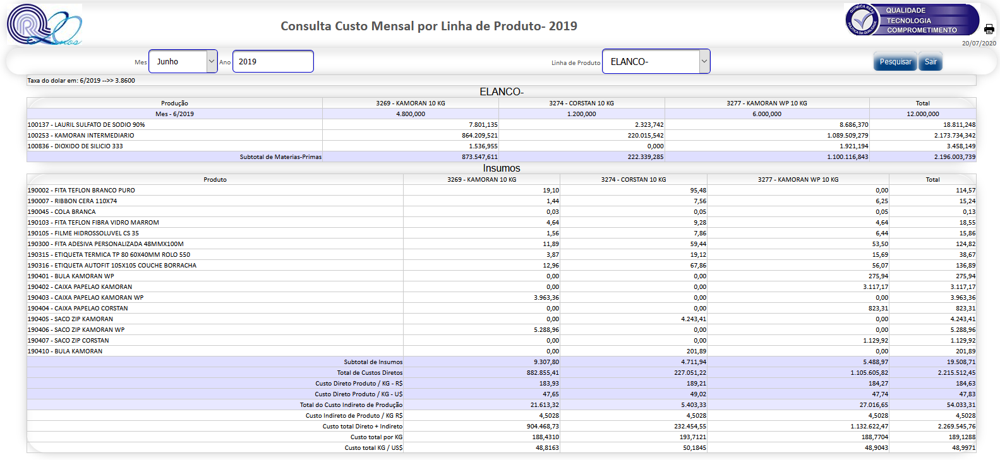 Consulta Custo Mensal por Linha de Produto- 2019
QUÍMICA REAL
POLÍTICA DA QUALIDADE
QUALIDADE
TECNOLOGIA
COMPROMETIMENTO
20/07/2020
Mes Junho Ano 2019 Linha de Produto ELANCO- Pesquisar Sair
Taxa do dolar em: 6/2019 -->> 3.8600
ELANCO-
Produção 3269 - KAMORAN 10 KG 3274 - CORSTAN 10 KG 3277 - KAMORAN WP 10 KG Total
Mes - 6/2019 4.800,000 1.200,000 6.000,000 12.000,000
100137 - LAURIL SULFATO DE SODIO 90% 7.801,135 2.323,742 8.686,370 18.811,248
100253 - KAMORAN INTERMEDIARIO 864.209,521 220.015,542 1.089.509,279 2.173.734,342
100836 - DIOXIDO DE SILICIO 333 1.536,955 0,000 1.921,194 3.458,149
Subtotal de Materias-Primas 873.547,611 222.339,285 1.100.116,843 2.196.003,739
Insumos
Produto 3269 - KAMORAN 10 KG 3274 - CORSTAN 10 KG 3277 - KAMORAN WP 10 KG Total
190002 - FITA TEFLON BRANCO PURO 19,10 95,48 0,00 114,57
190007 - RIBBON CERA 110X74 1,44 7,56 6,25 15,24
190045 - COLA BRANCA 0,03 0,05 0,05 0,13
190103 - FITA TEFLON FIBRA VIDRO MARROM 4,64 9,28 4,64 18,55
190105 - FILME HIDROSSOLUVEL CS 35 1,56 7,86 6,44 15,86
190300 - FITA ADESIVA PERSONALIZADA 48MMX100M 11,89 59,44 53,50 124,82
190315 - ETIQUETA TERMICA TP 80 60X40MM ROLO 550 3,87 19,12 15,69 38,67
190316 - ETIQUETA AUTOFIT 105X105 COUCHE BORRACHA 12,96 67,86 56,07 136,89
190401 - BULA KAMORAN WP 0,00 0,00 275,94 275,94
190402 - CAIXA PAPELAO KAMORAN 0,00 0,00 3.117,17 3.117,17
190403 - CAIXA PAPELAO KAMORAN WP 3.963,36 0,00 0,00 3.963,36
190404 - CAIXA PAPELAO CORSTAN 0,00 0,00 823,31 823,31
190405 - SACO ZIP KAMORAN 0,00 4.243,41 0,00 4.243,41
190406 - SACO ZIP KAMORAN WP 5.288,96 0,00 0,00 5.288,96
190407 - SACO ZIP CORSTAN 0,00 0,00 1.129,92 1.129,92
190410 - BULA KAMORAN 0,00 201,89 0,00 201,89
Subtotal de Insumos 9.307,80 4.711,94 5.488,97 19.508,71
Total de Custos Diretos 882.855,41 227.051,22 1.105.605,82 2.215.512,45
Custo Direto Produto / KG - R$ 183,93 189,21 184,27 184,63
Custo Direto Produto / KG - U$ 47,65 49,02 47,74 47,83
Total do Custo Indireto de Produção 21.613,32 5.403,33 27.016,65 54.033,31
Custo Indireto de Produto / KG R$ 4,5028 4,5028 4,5028 4,5028
Custo total Direto + Indireto 904.468,73 232.454,55 1.132.622,47 2.269.545,76
Custo total por KG 188,4310 193,7121 188,7704 189,1288
Custo total KG / US$ 48,8163 50,1845 48,9043 48,9971